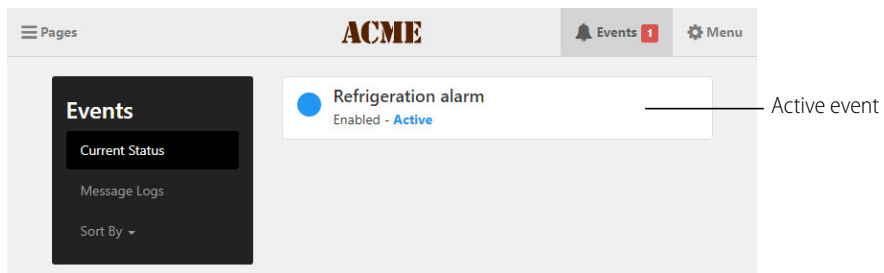 Pages
ACME
Events 1
Menu
Events
Current Status
Message Logs
Sort By
Refrigeration alarm
Enabled - Active
Active event